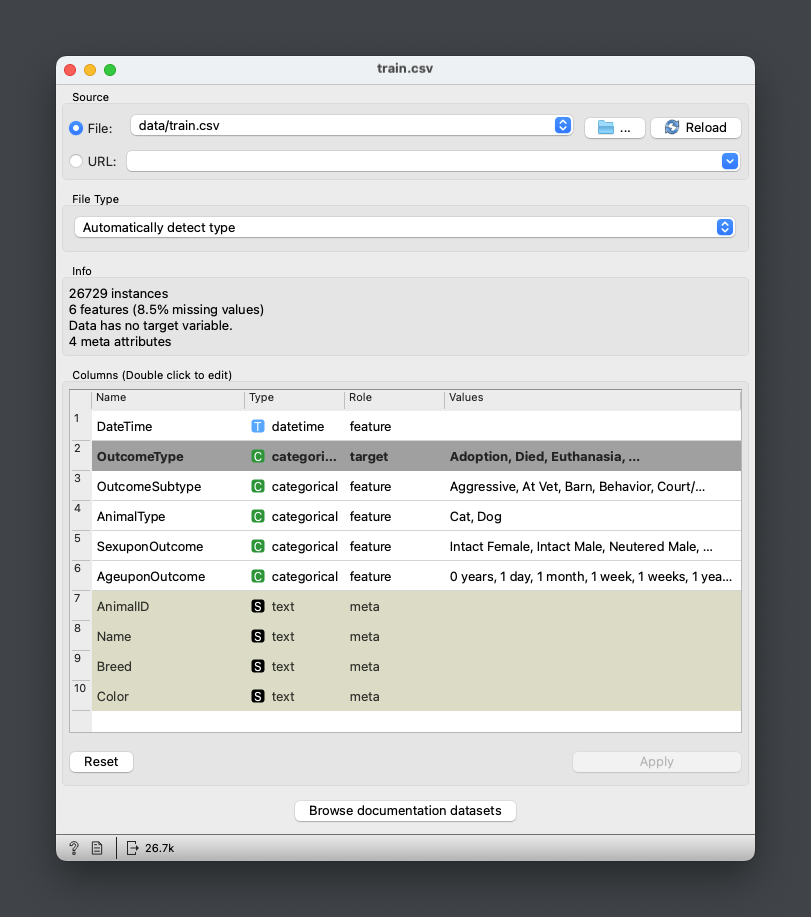 train.csv
Source
File: data/train.csv ... Reload
URL:
File Type
Automatically detect type
Info
26729 instances
6 features (8.5% missing values)
Data has no target variable.
4 meta attributes
Columns (Double click to edit)
Name Type Role Values
1 DateTime T datetime feature
2 OutcomeType C categori... target Adoption, Died, Euthanasia, ...
3 OutcomeSubtype C categorical feature Aggressive, At Vet, Barn, Behavior, Court/...
4 AnimalType C categorical feature Cat, Dog
5 SexuponOutcome C categorical feature Intact Female, Intact Male, Neutered Male, ...
6 AgeuponOutcome C categorical feature 0 years, 1 day, 1 month, 1 week, 1 weeks, 1 yea...
7 AnimalID S text meta
8 Name S text meta
9 Breed S text meta
10 Color S text meta
Reset Apply
Browse documentation datasets
? 26.7k